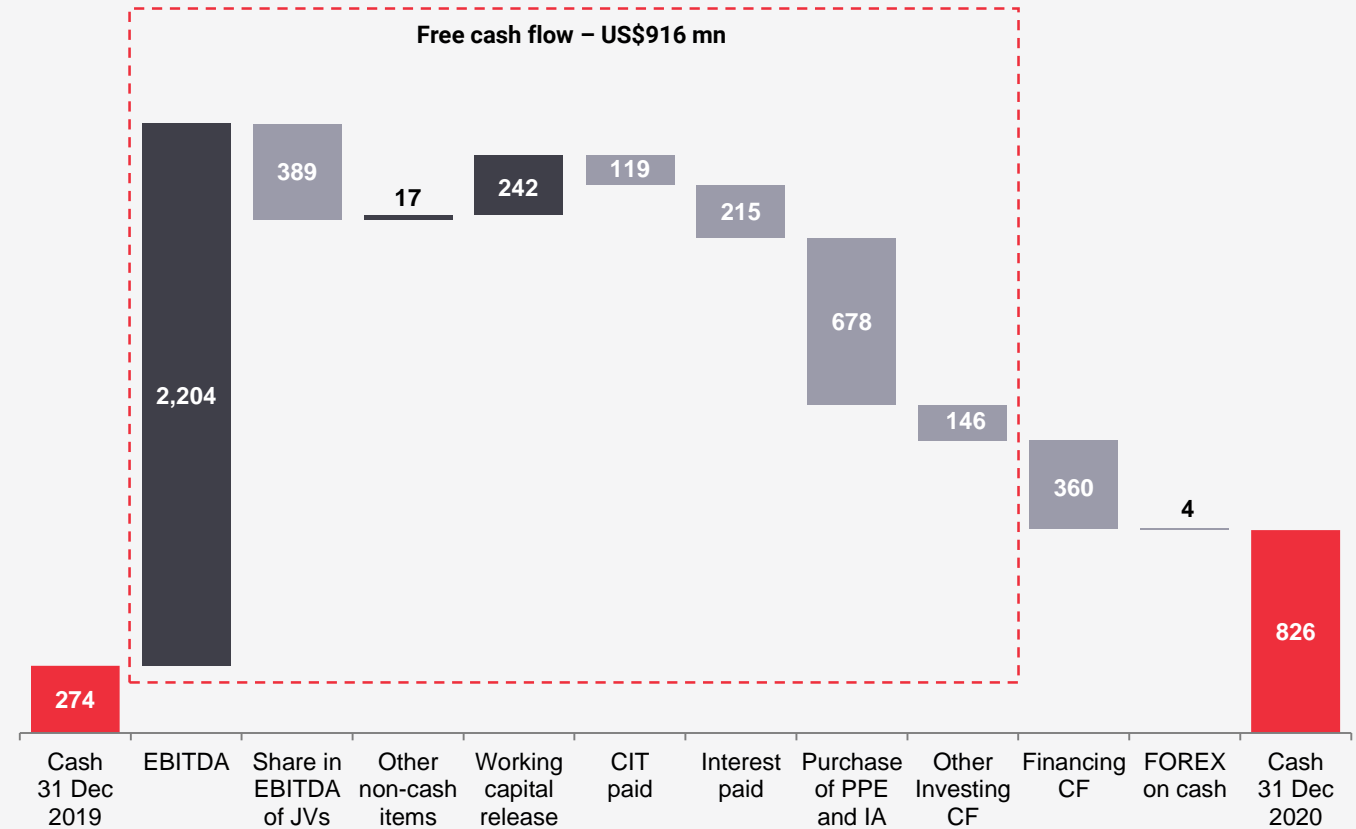 Free cash flow – US$916 mn
389
17
242
119
215
678
2,204
146
360
4
826
274
Cash
31 Dec
2019
EBITDA
Share in
EBITDA
of JVs
Other
non-cash
items
Working
capital
release
CIT
paid
Interest
paid
Purchase
of PPE
and IA
Other
Investing
CF
Financing
CF
FOREX
on cash
Cash
31 Dec
2020